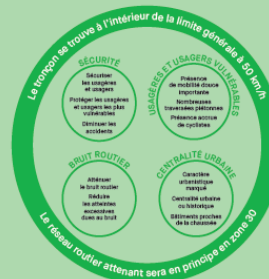 Le tronçon se trouve à l'intérieur de la limite générale à 50 km/h
SÉCURITÉ
Sécuriser
les usagères
et usagers
Protéger les usagères
et usagers les plus
vulnérables
Diminuer les
accidents
USAGÈRES ET USAGERS VULNÉRABLES
Présence
de mobilité douce
importante
Nombreuses
traversées piétonnes
Présence accrue
de cyclistes
BRUIT ROUTIER
Atténuer
le bruit routier
Réduire
les atteintes
excessives
dues au bruit
CENTRALITÉ URBAINE
Caractère
urbanistique
marqué
Centralité urbaine
ou historique
Bâtiments proches
de la chaussée
Le réseau routier attenant sera en principe en zone 30